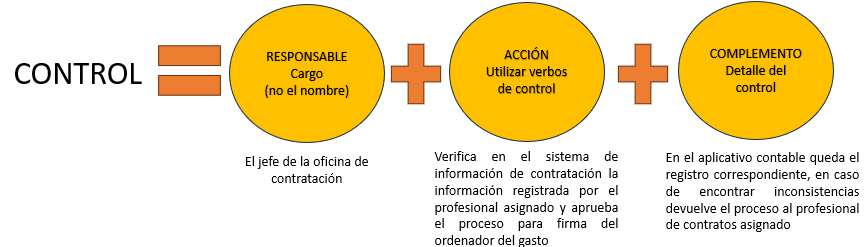 CONTROL
RESPONSABLE
Cargo
(no el nombre)
ACCIÓN
Utilizar verbos
de control
COMPLEMENTO
Detalle del
control
El jefe de la oficina de
contratación
Verifica en el sistema de
información de contratación la
información registrada por el
profesional asignado y aprueba
el proceso para firma del
ordenador del gasto
En el aplicativo contable queda el
registro correspondiente, en caso
de encontrar inconsistencias
devuelve el proceso al profesional
de contratos asignado